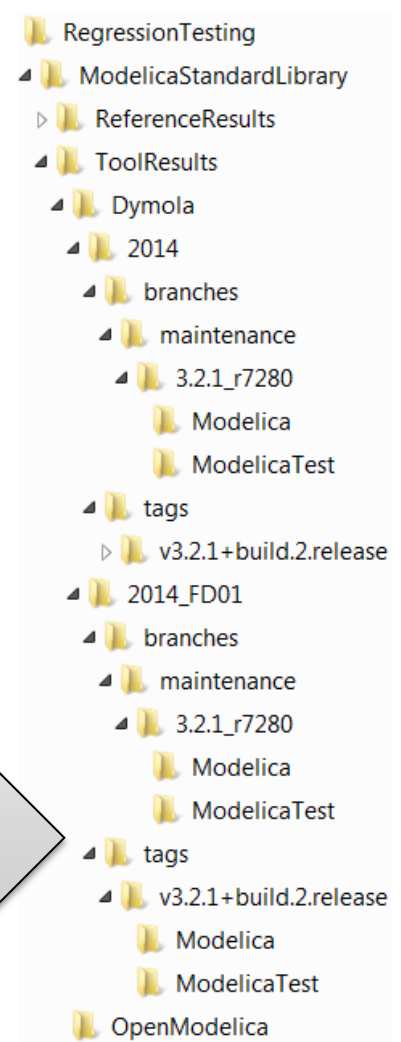 RegressionTesting
ModelicaStandardLibrary
ReferenceResults
ToolResults
Dymola
2014
branches
maintenance
3.2.1_r7280
Modelica
ModelicaTest
tags
v3.2.1+build.2.release
2014_FD01
branches
maintenance
3.2.1_r7280
Modelica
ModelicaTest
tags
v3.2.1+build.2.release
Modelica
ModelicaTest
OpenModelica